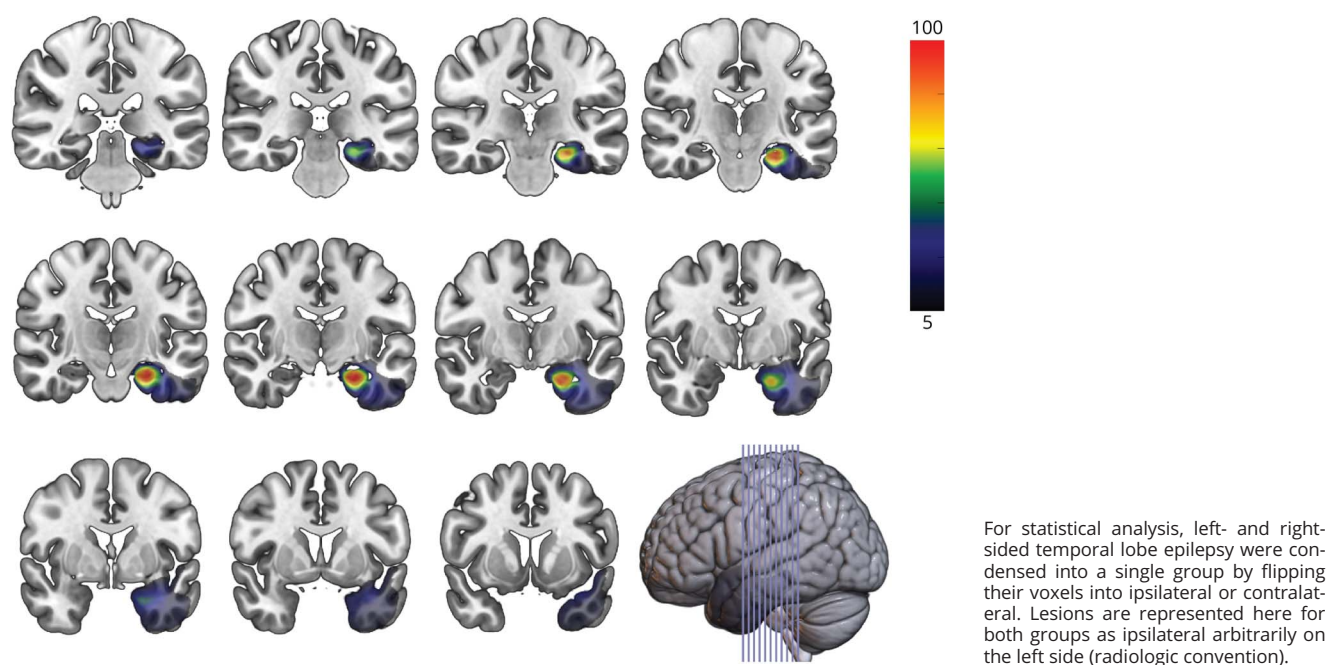 100
5
For statistical analysis, left- and right-
sided temporal lobe epilepsy were con-
densed into a single group by flipping
their voxels into ipsilateral or contralat-
eral. Lesions are represented here for
both groups as ipsilateral arbitrarily on
the left side (radiologic convention).